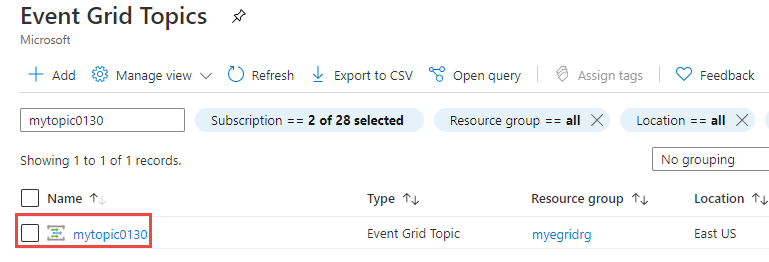 Event Grid Topics
Microsoft
Add Manage view Refresh Export to CSV Open query Assign tags Feedback
mytopic0130 Subscription == 2 of 28 selected Resource group == all Location == all
Showing 1 to 1 of 1 records. No grouping
Name Type Resource group Location
mytopic0130 Event Grid Topic myegridrg East US